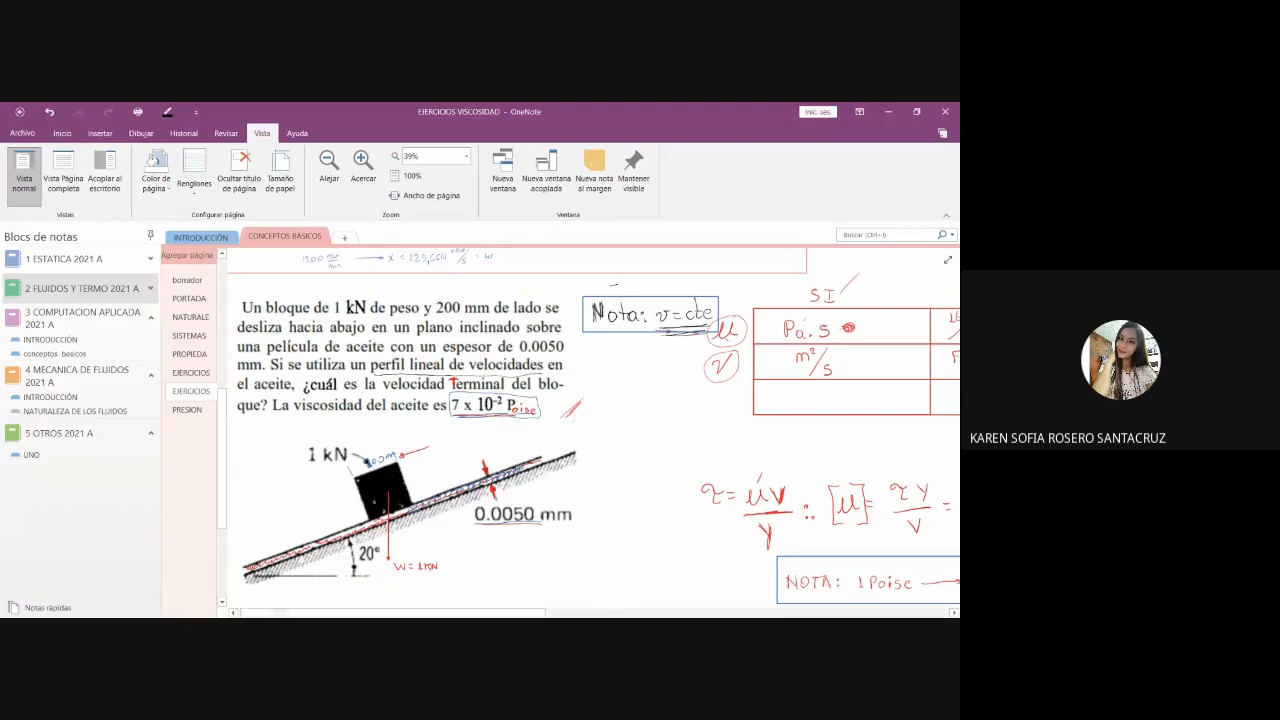 EJERCICIOS VISCOSIDAD - OneNote
Inic. ses.
Archivo Inicio Insertar Dibujar Historial Revisar Vista Ayuda
Vista normal
Vista Página completa
Acoplar al escritorio
Vistas
Color de página
Renglones
Ocultar título de página
Tamaño de papel
Configurar página
Alejar
Acercar
39%
100%
Ancho de página
Zoom
Nueva ventana
Nueva ventana acoplada
Nueva nota al margen
Mantener visible
Ventana
Blocs de notas
INTRODUCCIÓN
CONCEPTOS BÁSICOS
+
Buscar (Ctrl+I)
1 ESTATICA 2021 A
2 FLUIDOS Y TERMO 2021 A
3 COMPUTACION APLICADA 2021 A
INTRODUCCIÓN
conceptos basicos
4 MECANICA DE FLUIDOS 2021 A
INTRODUCCIÓN
NATURALEZA DE LOS FLUIDOS
5 OTROS 2021 A
UNO
Notas rápidas
Agregar página
borrador
PORTADA
NATURALE
SISTEMAS
PROPIEDA
EJERCICIOS
EJERCICIOS
PRESION
Un bloque de 1 kN de peso y 200 mm de lado se
desliza hacia abajo en un plano inclinado sobre
una película de aceite con un espesor de 0.0050
mm. Si se utiliza un perfil lineal de velocidades en
el aceite, ¿cuál es la velocidad Terminal del blo-
que? La viscosidad del aceite es 7 x 10⁻² Poise
Nota: v=cte
SI
μ Pa.s
ν m²/s
1 kN
0.0050 mm
20°
W = 1kN
τ = μv/y ∴ [μ] = τy/v =
NOTA: 1 Poise →
KAREN SOFIA ROSERO SANTACRUZ